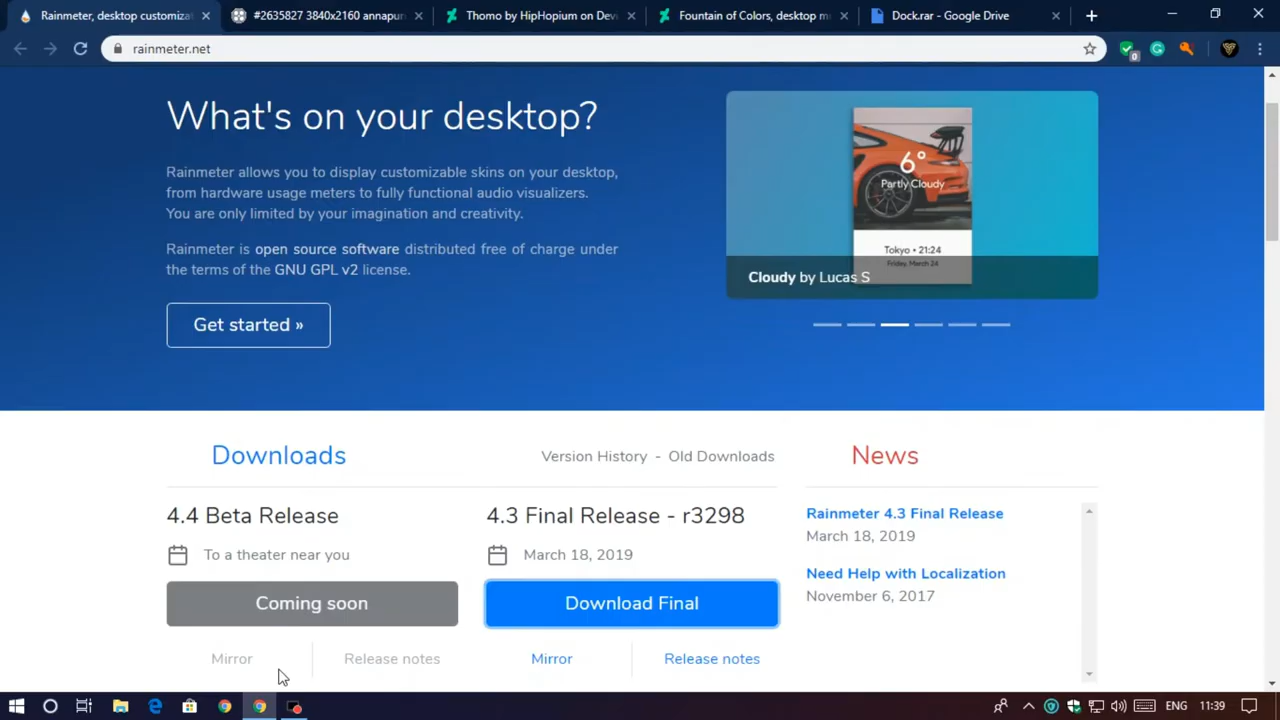 Rainmeter, desktop customizat
#2635827 3840x2160 annapur
Thomo by HipHopium on Dev
Fountain of Colors, desktop m
Dock.rar - Google Drive
rainmeter.net
0
What's on your desktop?
Rainmeter allows you to display customizable skins on your desktop,
from hardware usage meters to fully functional audio visualizers.
You are only limited by your imagination and creativity.
Rainmeter is open source software distributed free of charge under
the terms of the GNU GPL v2 license.
Get started »
6°
Partly Cloudy
Tokyo • 21:24
Friday, March 24
Cloudy by Lucas S
Downloads
Version History - Old Downloads
4.4 Beta Release
To a theater near you
Coming soon
Mirror
Release notes
4.3 Final Release - r3298
March 18, 2019
Download Final
Mirror
Release notes
News
Rainmeter 4.3 Final Release
March 18, 2019
Need Help with Localization
November 6, 2017
ENG
11:39